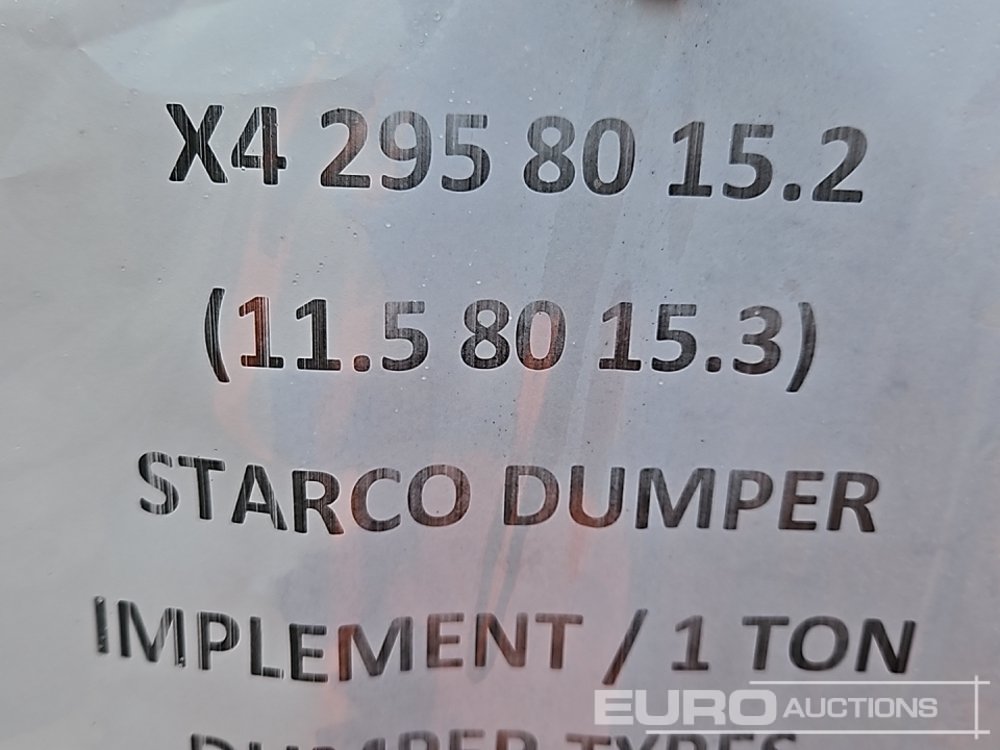 X4 295 80 15.2
(11.5 80 15.3)
STARCO DUMPER
IMPLEMENT / 1 TON
EURO AUCTIONS